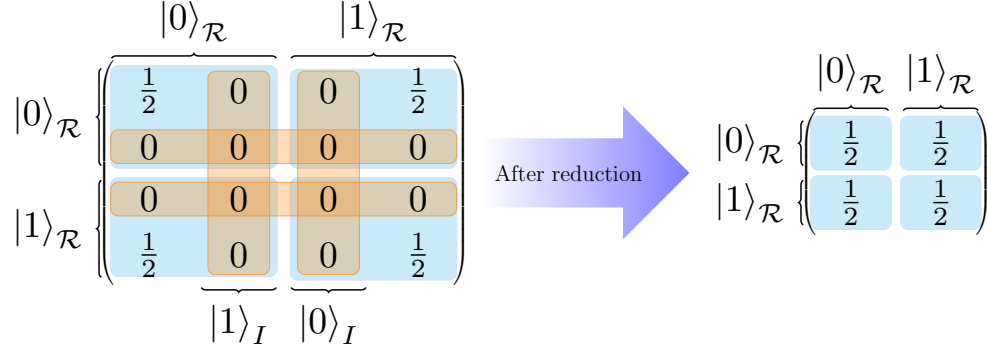 |0⟩_ℛ |1⟩_ℛ
|0⟩_ℛ |1⟩_ℛ
1/2 0 0 1/2
|0⟩_ℛ
0 0 0 0
|0⟩_ℛ 1/2 1/2
After reduction
0 0 0 0
|1⟩_ℛ 1/2 1/2
|1⟩_ℛ
1/2 0 0 1/2
|1⟩_I |0⟩_I